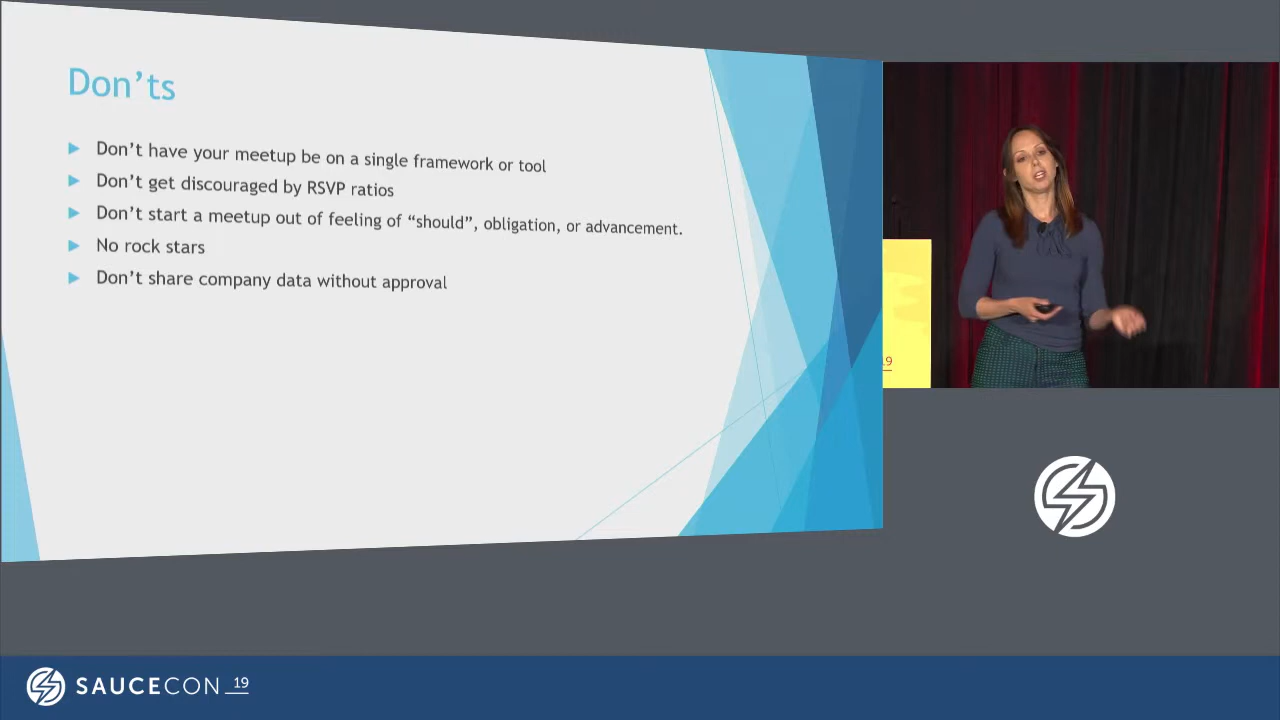 Don’ts
Don’t have your meetup be on a single framework or tool
Don’t get discouraged by RSVP ratios
Don’t start a meetup out of feeling of “should”, obligation, or advancement.
No rock stars
Don’t share company data without approval
19
SAUCECON 19